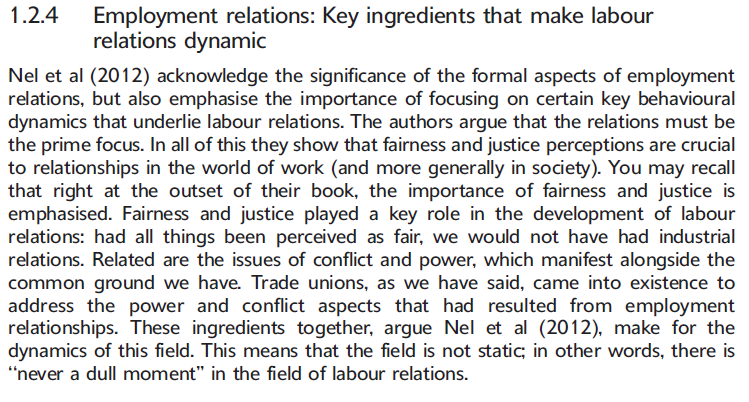 1.2.4 Employment relations: Key ingredients that make labour
relations dynamic
Nel et al (2012) acknowledge the significance of the formal aspects of employment
relations, but also emphasise the importance of focusing on certain key behavioural
dynamics that underlie labour relations. The authors argue that the relations must be
the prime focus. In all of this they show that fairness and justice perceptions are crucial
to relationships in the world of work (and more generally in society). You may recall
that right at the outset of their book, the importance of fairness and justice is
emphasised. Fairness and justice played a key role in the development of labour
relations: had all things been perceived as fair, we would not have had industrial
relations. Related are the issues of conflict and power, which manifest alongside the
common ground we have. Trade unions, as we have said, came into existence to
address the power and conflict aspects that had resulted from employment
relationships. These ingredients together, argue Nel et al (2012), make for the
dynamics of this field. This means that the field is not static; in other words, there is
“never a dull moment” in the field of labour relations.